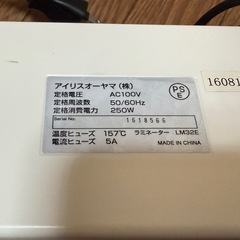 アイリスオーヤマ(株)
定格電圧 AC100V
定格周波数 50/60Hz
定格消費電力 250W
PS
E
Serial No.
1618566
温度ヒューズ 157℃ ラミネーター LM32E
電流ヒューズ 5A MADE IN CHINA